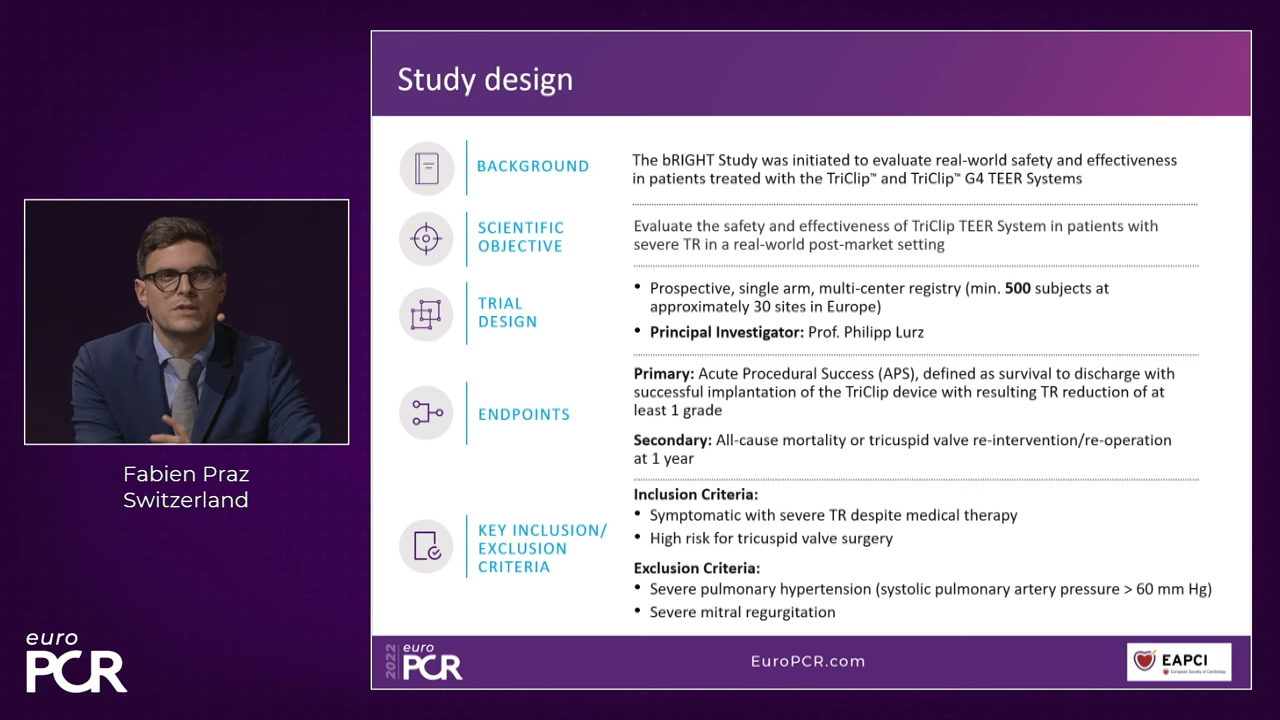 Study design
BACKGROUND
The bRIGHT Study was initiated to evaluate real-world safety and effectiveness
in patients treated with the TriClip™ and TriClip™ G4 TEER Systems
SCIENTIFIC
OBJECTIVE
Evaluate the safety and effectiveness of TriClip TEER System in patients with
severe TR in a real-world post-market setting
TRIAL
DESIGN
• Prospective, single arm, multi-center registry (min. 500 subjects at
approximately 30 sites in Europe)
• Principal Investigator: Prof. Philipp Lurz
ENDPOINTS
Primary: Acute Procedural Success (APS), defined as survival to discharge with
successful implantation of the TriClip device with resulting TR reduction of at
least 1 grade
Secondary: All-cause mortality or tricuspid valve re-intervention/re-operation
at 1 year
KEY INCLUSION/
EXCLUSION
CRITERIA
Inclusion Criteria:
• Symptomatic with severe TR despite medical therapy
• High risk for tricuspid valve surgery
Exclusion Criteria:
• Severe pulmonary hypertension (systolic pulmonary artery pressure > 60 mm Hg)
• Severe mitral regurgitation
Fabien Praz
Switzerland
euro
PCR
2022
euro
PCR
EuroPCR.com
EAPCI
European Society of Cardiology